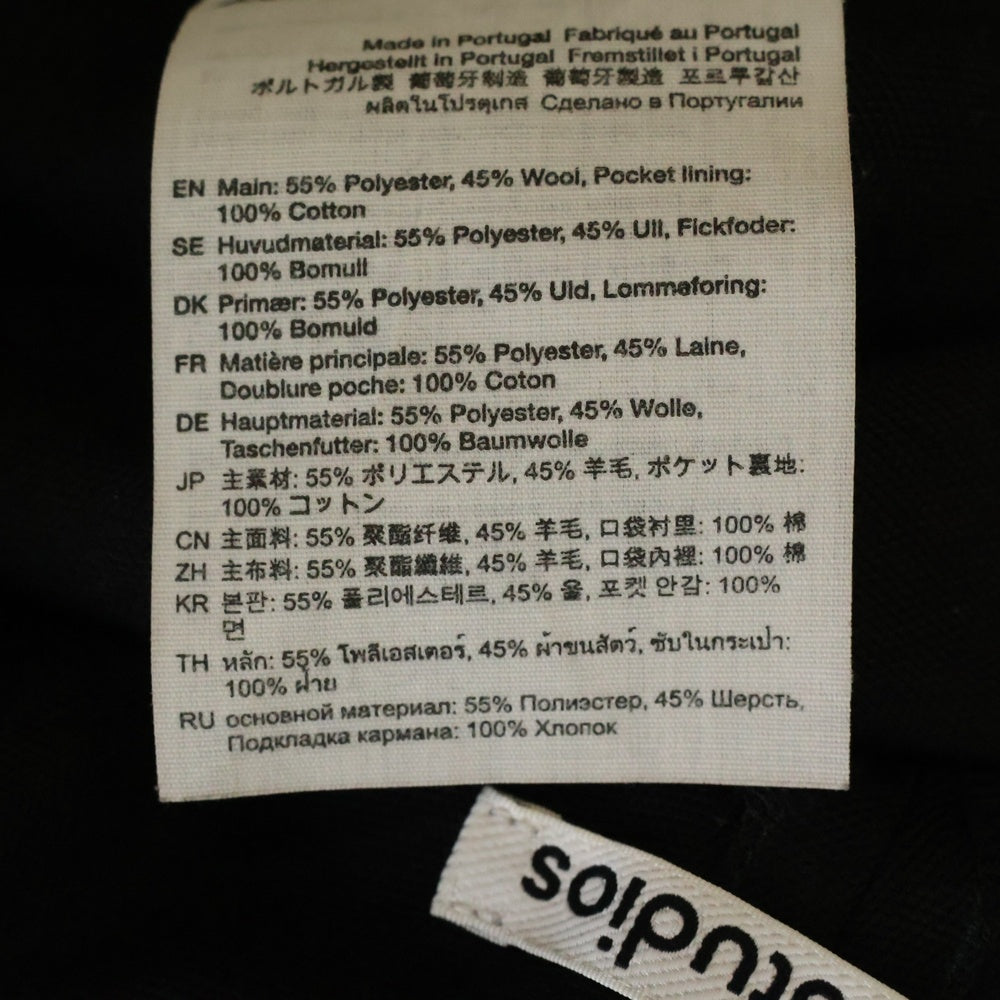 Made in Portugal Fabriqué au Portugal
Hergestellt in Portugal Fremstillet i Portugal
ポルトガル製 葡萄牙制造 葡萄牙製造 포르투갈산
ผลิตในโปรตุเกส Сделано в Португалии
EN Main: 55% Polyester, 45% Wool, Pocket lining:
100% Cotton
SE Huvudmaterial: 55% Polyester, 45% Ull, Fickfoder:
100% Bomull
DK Primær: 55% Polyester, 45% Uld, Lommeforing:
100% Bomuld
FR Matière principale: 55% Polyester, 45% Laine,
Doublure poche: 100% Coton
DE Hauptmaterial: 55% Polyester, 45% Wolle,
Taschenfutter: 100% Baumwolle
JP 主素材: 55% ポリエステル, 45% 羊毛, ポケット裏地:
100% コットン
CN 主面料: 55% 聚酯纤维, 45% 羊毛, 口袋衬里: 100% 棉
ZH 主布料: 55% 聚酯纖維, 45% 羊毛, 口袋內裡: 100% 棉
KR 본판: 55% 폴리에스테르, 45% 울, 포켓 안감: 100%
면
TH หลัก: 55% โพลีเอสเตอร์, 45% ผ้าขนสัตว์, ซับในกระเป๋า:
100% ฝ้าย
RU основной материал: 55% Полиэстер, 45% Шерсть,
Подкладка кармана: 100% Хлопок